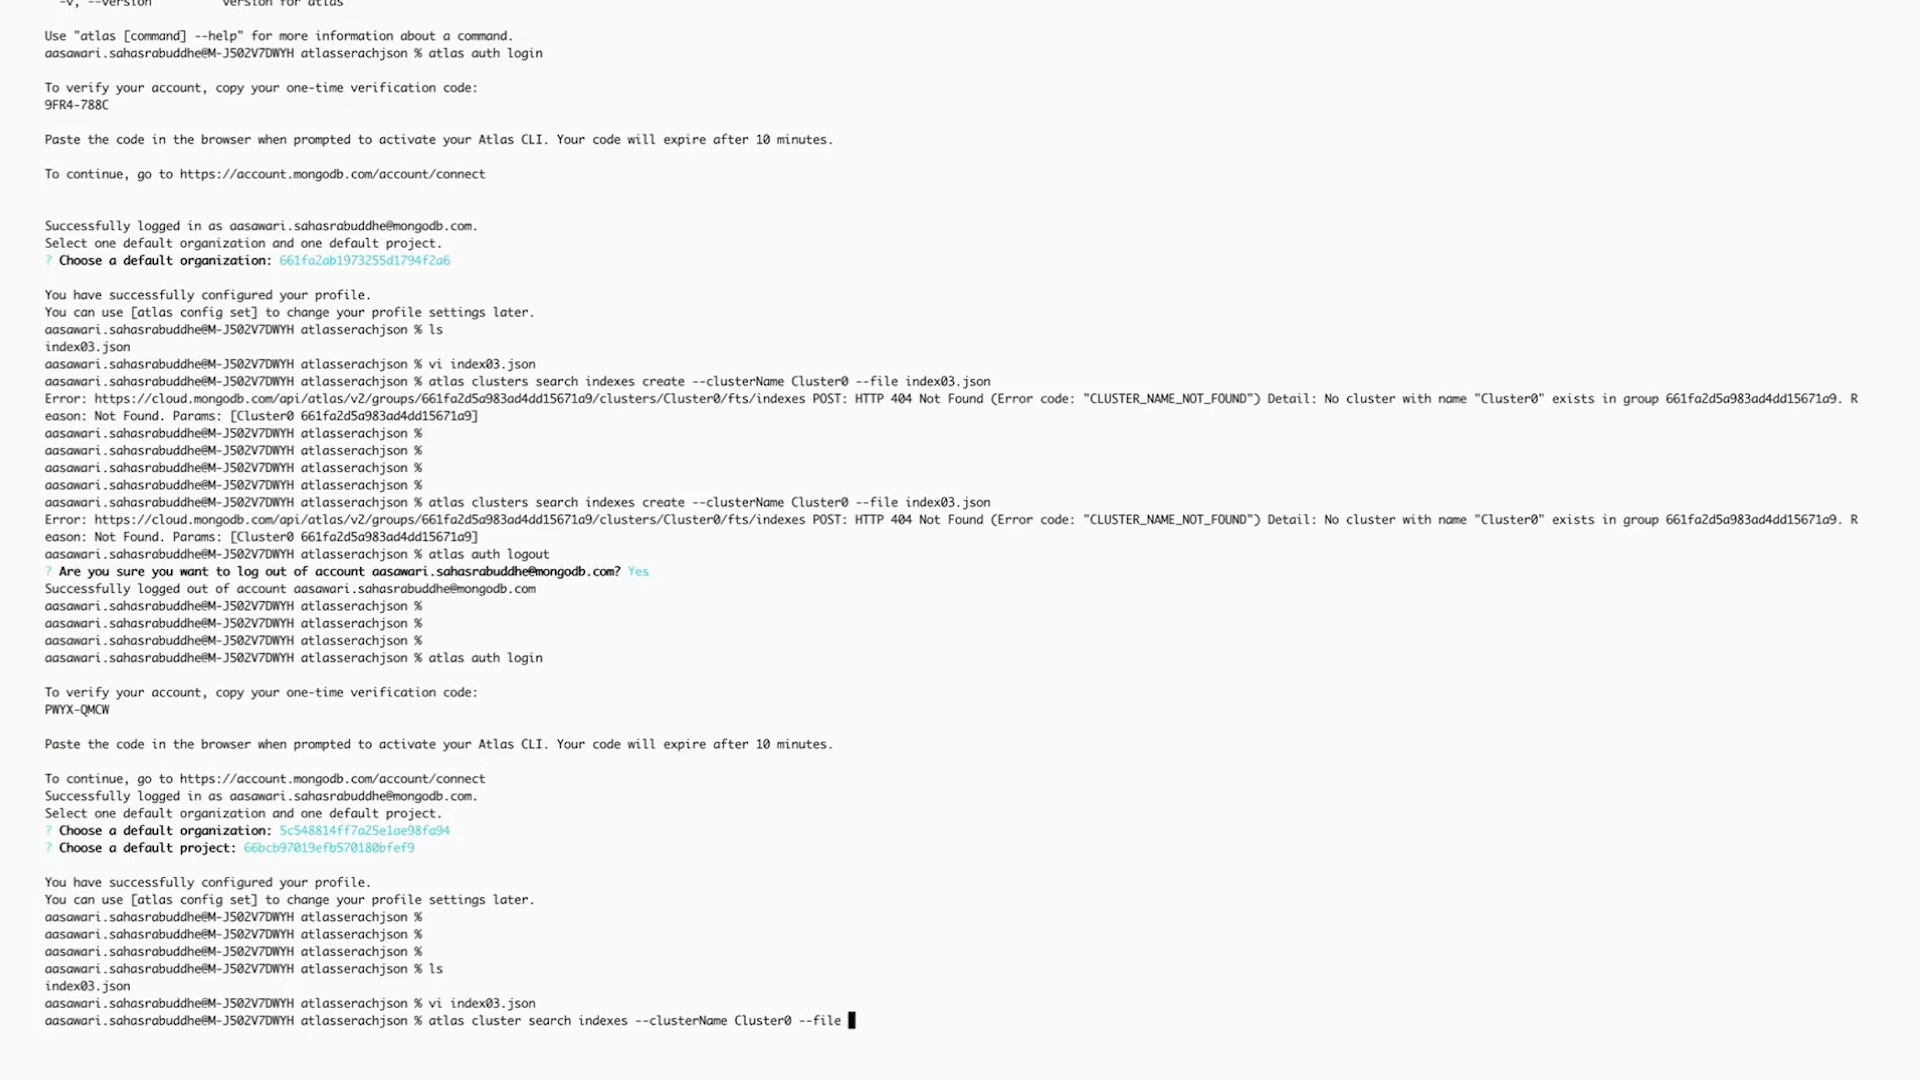 -v, --version          version for atlas
Use "atlas [command] --help" for more information about a command.
aasawari.sahasrabuddhe@M-J502V7DWYH atlasserachjson % atlas auth login
To verify your account, copy your one-time verification code:
9FR4-788C
Paste the code in the browser when prompted to activate your Atlas CLI. Your code will expire after 10 minutes.
To continue, go to https://account.mongodb.com/account/connect
Successfully logged in as aasawari.sahasrabuddhe@mongodb.com.
Select one default organization and one default project.
? Choose a default organization: 661fa2ab1973255d1794f2a6
You have successfully configured your profile.
You can use [atlas config set] to change your profile settings later.
aasawari.sahasrabuddhe@M-J502V7DWYH atlasserachjson % ls
index03.json
aasawari.sahasrabuddhe@M-J502V7DWYH atlasserachjson % vi index03.json
aasawari.sahasrabuddhe@M-J502V7DWYH atlasserachjson % atlas clusters search indexes create --clusterName Cluster0 --file index03.json
Error: https://cloud.mongodb.com/api/atlas/v2/groups/661fa2d5a983ad4dd15671a9/clusters/Cluster0/fts/indexes POST: HTTP 404 Not Found (Error code: "CLUSTER_NAME_NOT_FOUND") Detail: No cluster with name "Cluster0" exists in group 661fa2d5a983ad4dd15671a9. R
eason: Not Found. Params: [Cluster0 661fa2d5a983ad4dd15671a9]
aasawari.sahasrabuddhe@M-J502V7DWYH atlasserachjson %
aasawari.sahasrabuddhe@M-J502V7DWYH atlasserachjson %
aasawari.sahasrabuddhe@M-J502V7DWYH atlasserachjson %
aasawari.sahasrabuddhe@M-J502V7DWYH atlasserachjson %
aasawari.sahasrabuddhe@M-J502V7DWYH atlasserachjson % atlas clusters search indexes create --clusterName Cluster0 --file index03.json
Error: https://cloud.mongodb.com/api/atlas/v2/groups/661fa2d5a983ad4dd15671a9/clusters/Cluster0/fts/indexes POST: HTTP 404 Not Found (Error code: "CLUSTER_NAME_NOT_FOUND") Detail: No cluster with name "Cluster0" exists in group 661fa2d5a983ad4dd15671a9. R
eason: Not Found. Params: [Cluster0 661fa2d5a983ad4dd15671a9]
aasawari.sahasrabuddhe@M-J502V7DWYH atlasserachjson % atlas auth logout
? Are you sure you want to log out of account aasawari.sahasrabuddhe@mongodb.com? Yes
Successfully logged out of account aasawari.sahasrabuddhe@mongodb.com
aasawari.sahasrabuddhe@M-J502V7DWYH atlasserachjson %
aasawari.sahasrabuddhe@M-J502V7DWYH atlasserachjson %
aasawari.sahasrabuddhe@M-J502V7DWYH atlasserachjson %
aasawari.sahasrabuddhe@M-J502V7DWYH atlasserachjson % atlas auth login
To verify your account, copy your one-time verification code:
PWYX-QMCW
Paste the code in the browser when prompted to activate your Atlas CLI. Your code will expire after 10 minutes.
To continue, go to https://account.mongodb.com/account/connect
Successfully logged in as aasawari.sahasrabuddhe@mongodb.com.
Select one default organization and one default project.
? Choose a default organization: 5c548814ff7a25e1ae98fa94
? Choose a default project: 66bcb97019efb570180bfef9
You have successfully configured your profile.
You can use [atlas config set] to change your profile settings later.
aasawari.sahasrabuddhe@M-J502V7DWYH atlasserachjson %
aasawari.sahasrabuddhe@M-J502V7DWYH atlasserachjson %
aasawari.sahasrabuddhe@M-J502V7DWYH atlasserachjson %
aasawari.sahasrabuddhe@M-J502V7DWYH atlasserachjson % ls
index03.json
aasawari.sahasrabuddhe@M-J502V7DWYH atlasserachjson % vi index03.json
aasawari.sahasrabuddhe@M-J502V7DWYH atlasserachjson % atlas cluster search indexes --clusterName Cluster0 --file